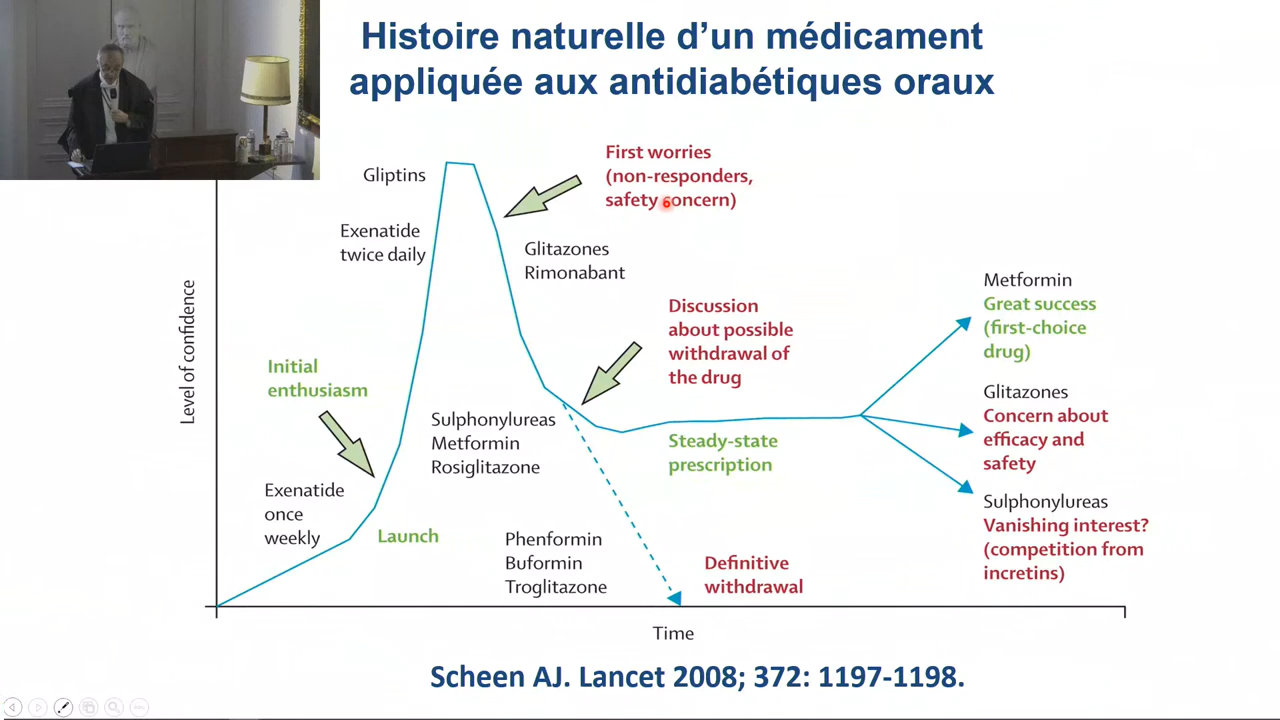 Histoire naturelle d’un médicament
appliquée aux antidiabétiques oraux
First worries
(non-responders,
safety concern)
Gliptins
Exenatide
twice daily
Glitazones
Rimonabant
Level of confidence
Discussion
about possible
withdrawal of
the drug
Metformin
Great success
(first-choice
drug)
Initial
enthusiasm
Glitazones
Concern about
efficacy and
safety
Sulphonylureas
Metformin
Rosiglitazone
Steady-state
prescription
Exenatide
once
weekly
Launch
Sulphonylureas
Vanishing interest?
(competition from
incretins)
Phenformin
Buformin
Troglitazone
Definitive
withdrawal
Time
Scheen AJ. Lancet 2008; 372: 1197-1198.